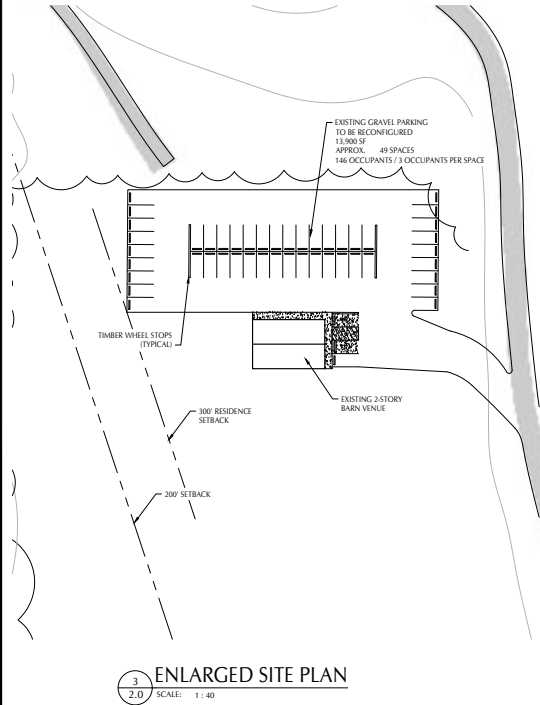 EXISTING GRAVEL PARKING
TO BE RECONFIGURED
13,900 SF
APPROX. 49 SPACES
146 OCCUPANTS / 3 OCCUPANTS PER SPACE
TIMBER WHEEL STOPS
(TYPICAL)
EXISTING 2-STORY
BARN VENUE
300' RESIDENCE
SETBACK
200' SETBACK
3
2.0
ENLARGED SITE PLAN
SCALE: 1 : 40